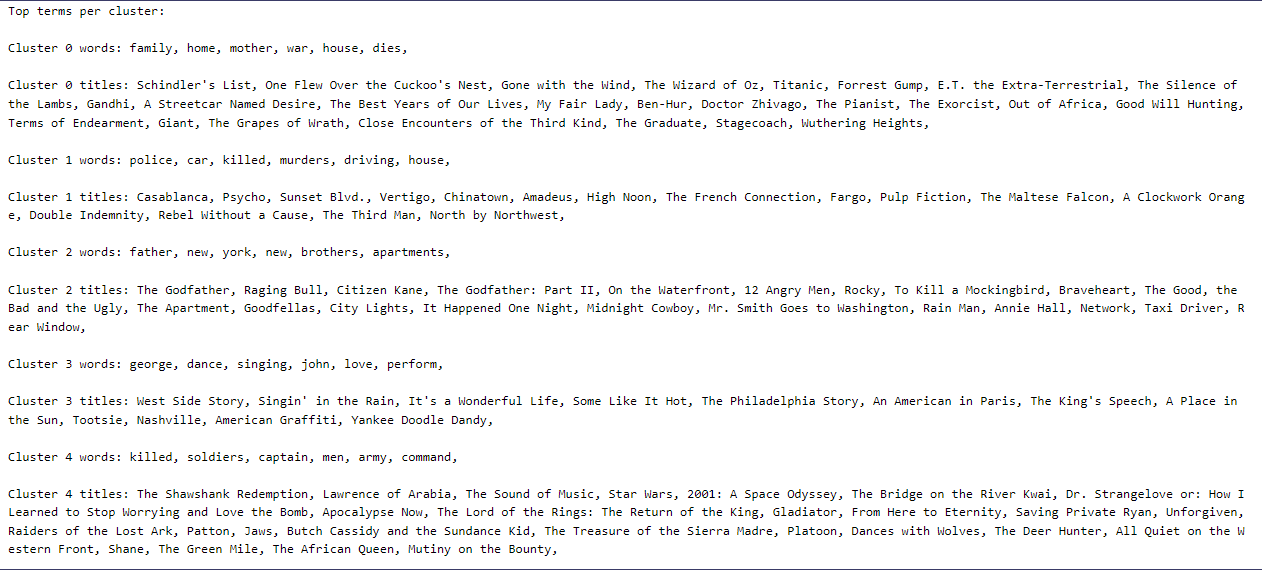 Top terms per cluster:
Cluster 0 words: family, home, mother, war, house, dies,
Cluster 0 titles: Schindler's List, One Flew Over the Cuckoo's Nest, Gone with the Wind, The Wizard of Oz, Titanic, Forrest Gump, E.T. the Extra-Terrestrial, The Silence of
the Lambs, Gandhi, A Streetcar Named Desire, The Best Years of Our Lives, My Fair Lady, Ben-Hur, Doctor Zhivago, The Pianist, The Exorcist, Out of Africa, Good Will Hunting,
Terms of Endearment, Giant, The Grapes of Wrath, Close Encounters of the Third Kind, The Graduate, Stagecoach, Wuthering Heights,
Cluster 1 words: police, car, killed, murders, driving, house,
Cluster 1 titles: Casablanca, Psycho, Sunset Blvd., Vertigo, Chinatown, Amadeus, High Noon, The French Connection, Fargo, Pulp Fiction, The Maltese Falcon, A Clockwork Orang
e, Double Indemnity, Rebel Without a Cause, The Third Man, North by Northwest,
Cluster 2 words: father, new, york, new, brothers, apartments,
Cluster 2 titles: The Godfather, Raging Bull, Citizen Kane, The Godfather: Part II, On the Waterfront, 12 Angry Men, Rocky, To Kill a Mockingbird, Braveheart, The Good, the
Bad and the Ugly, The Apartment, Goodfellas, City Lights, It Happened One Night, Midnight Cowboy, Mr. Smith Goes to Washington, Rain Man, Annie Hall, Network, Taxi Driver, R
ear Window,
Cluster 3 words: george, dance, singing, john, love, perform,
Cluster 3 titles: West Side Story, Singin' in the Rain, It's a Wonderful Life, Some Like It Hot, The Philadelphia Story, An American in Paris, The King's Speech, A Place in
the Sun, Tootsie, Nashville, American Graffiti, Yankee Doodle Dandy,
Cluster 4 words: killed, soldiers, captain, men, army, command,
Cluster 4 titles: The Shawshank Redemption, Lawrence of Arabia, The Sound of Music, Star Wars, 2001: A Space Odyssey, The Bridge on the River Kwai, Dr. Strangelove or: How I
Learned to Stop Worrying and Love the Bomb, Apocalypse Now, The Lord of the Rings: The Return of the King, Gladiator, From Here to Eternity, Saving Private Ryan, Unforgiven,
Raiders of the Lost Ark, Patton, Jaws, Butch Cassidy and the Sundance Kid, The Treasure of the Sierra Madre, Platoon, Dances with Wolves, The Deer Hunter, All Quiet on the W
estern Front, Shane, The Green Mile, The African Queen, Mutiny on the Bounty,